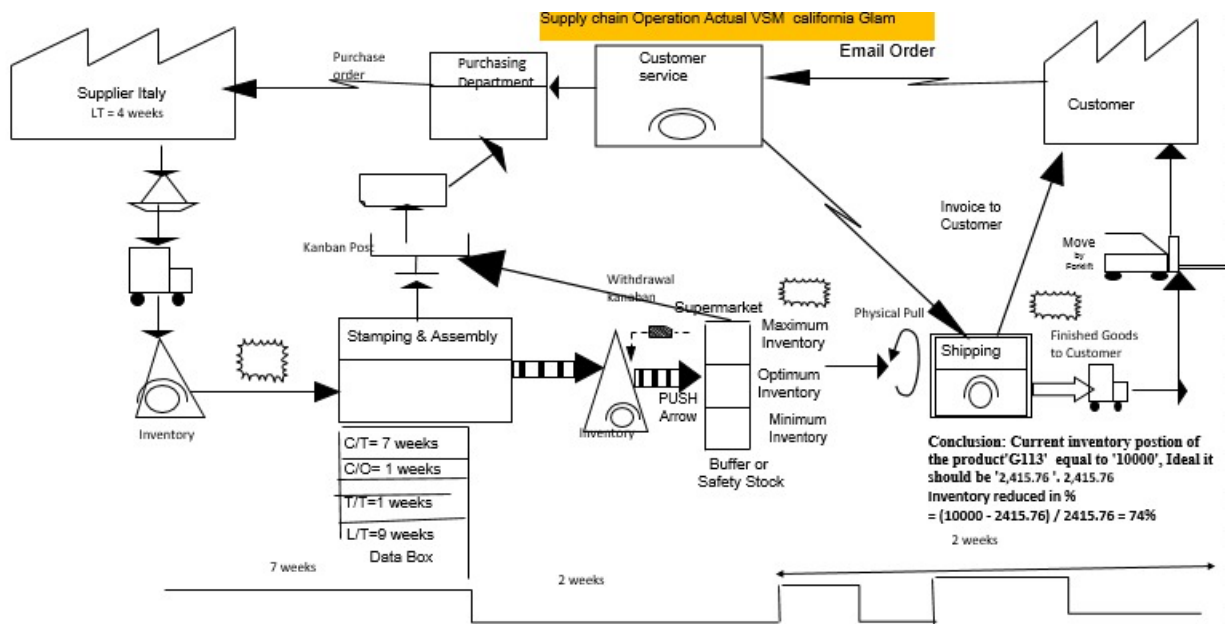 Supply chain Operation Actual VSM california Glam
Supplier Italy
LT = 4 weeks
Purchase
order
Purchasing
Department
Customer
service
Email Order
Customer
Kanban Post
Withdrawal
kanaban
Supermarket
Maximum
Inventory
Optimum
Inventory
Minimum
Inventory
Buffer or
Safety Stock
Physical Pull
Invoice to
Customer
Move
by
Forklift
Stamping & Assembly
Inventory
PUSH
Arrow
Inventory
Shipping
Finished Goods
to Customer
C/T= 7 weeks
C/O= 1 weeks
T/T=1 weeks
L/T=9 weeks
Data Box
Conclusion: Current inventory postion of
the product'G113' equal to '10000', Ideal it
should be '2,415.76 '. 2,415.76
Inventory reduced in %
= (10000 - 2415.76) / 2415.76 = 74%
7 weeks
2 weeks
2 weeks